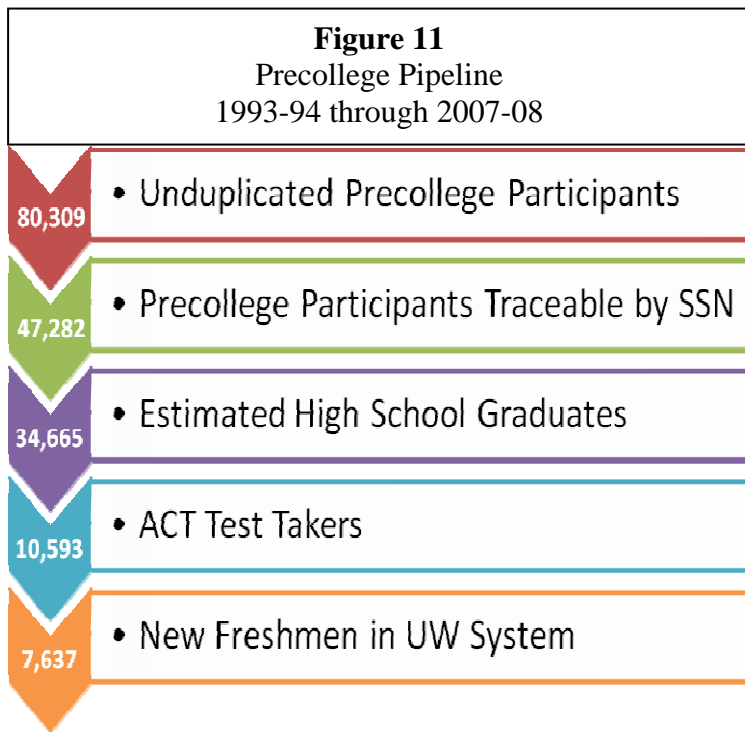 Figure 11
Precollege Pipeline
1993-94 through 2007-08
80,309
• Unduplicated Precollege Participants
47,282
• Precollege Participants Traceable by SSN
34,665
• Estimated High School Graduates
10,593
• ACT Test Takers
7,637
• New Freshmen in UW System